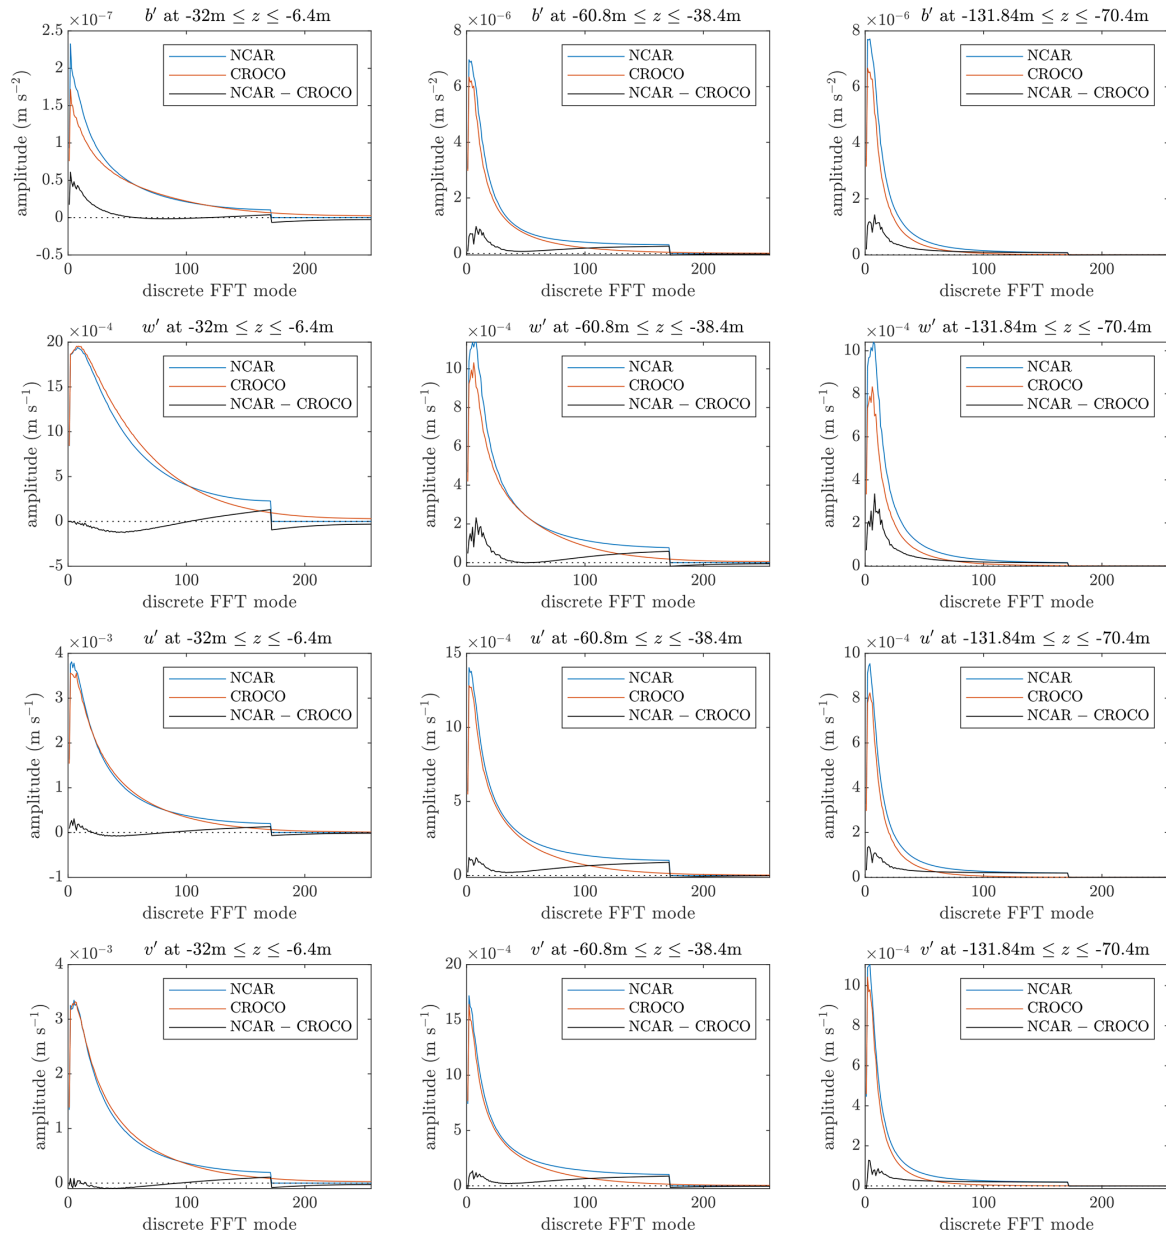 b′ at -32m ≤ z ≤ -6.4m
×10⁻⁷
2.5
2
1.5
1
0.5
0
-0.5
amplitude (m s⁻²)
NCAR
CROCO
NCAR − CROCO
0 100 200
discrete FFT mode
b′ at -60.8m ≤ z ≤ -38.4m
×10⁻⁶
8
6
4
2
0
amplitude (m s⁻²)
NCAR
CROCO
NCAR − CROCO
0 100 200
discrete FFT mode
b′ at -131.84m ≤ z ≤ -70.4m
×10⁻⁶
8
6
4
2
0
amplitude (m s⁻²)
NCAR
CROCO
NCAR − CROCO
0 100 200
discrete FFT mode
w′ at -32m ≤ z ≤ -6.4m
×10⁻⁴
20
15
10
5
0
-5
amplitude (m s⁻¹)
NCAR
CROCO
NCAR − CROCO
0 100 200
discrete FFT mode
w′ at -60.8m ≤ z ≤ -38.4m
×10⁻⁴
10
8
6
4
2
0
amplitude (m s⁻¹)
NCAR
CROCO
NCAR − CROCO
0 100 200
discrete FFT mode
w′ at -131.84m ≤ z ≤ -70.4m
×10⁻⁴
10
8
6
4
2
0
amplitude (m s⁻¹)
NCAR
CROCO
NCAR − CROCO
0 100 200
discrete FFT mode
u′ at -32m ≤ z ≤ -6.4m
×10⁻³
4
3
2
1
0
-1
amplitude (m s⁻¹)
NCAR
CROCO
NCAR − CROCO
0 100 200
discrete FFT mode
u′ at -60.8m ≤ z ≤ -38.4m
×10⁻⁴
15
10
5
0
amplitude (m s⁻¹)
NCAR
CROCO
NCAR − CROCO
0 100 200
discrete FFT mode
u′ at -131.84m ≤ z ≤ -70.4m
×10⁻⁴
10
8
6
4
2
0
amplitude (m s⁻¹)
NCAR
CROCO
NCAR − CROCO
0 100 200
discrete FFT mode
v′ at -32m ≤ z ≤ -6.4m
×10⁻³
4
3
2
1
0
amplitude (m s⁻¹)
NCAR
CROCO
NCAR − CROCO
0 100 200
discrete FFT mode
v′ at -60.8m ≤ z ≤ -38.4m
×10⁻⁴
20
15
10
5
0
amplitude (m s⁻¹)
NCAR
CROCO
NCAR − CROCO
0 100 200
discrete FFT mode
v′ at -131.84m ≤ z ≤ -70.4m
×10⁻⁴
10
8
6
4
2
0
amplitude (m s⁻¹)
NCAR
CROCO
NCAR − CROCO
0 100 200
discrete FFT mode